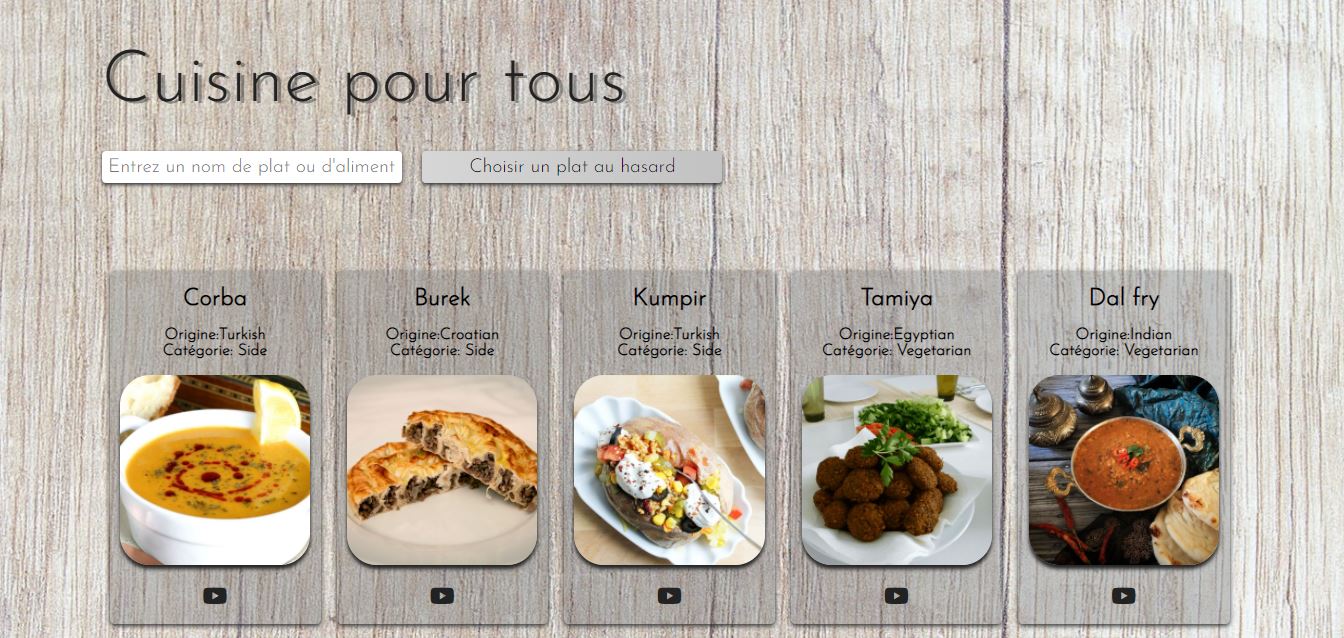 Cuisine pour tous
Entrez un nom de plat ou d'aliment
Choisir un plat au hasard
Corba
Origine:Turkish
Catégorie: Side
Burek
Origine:Croatian
Catégorie: Side
Kumpir
Origine:Turkish
Catégorie: Side
Tamiya
Origine:Egyptian
Catégorie: Vegetarian
Dal fry
Origine:Indian
Catégorie: Vegetarian